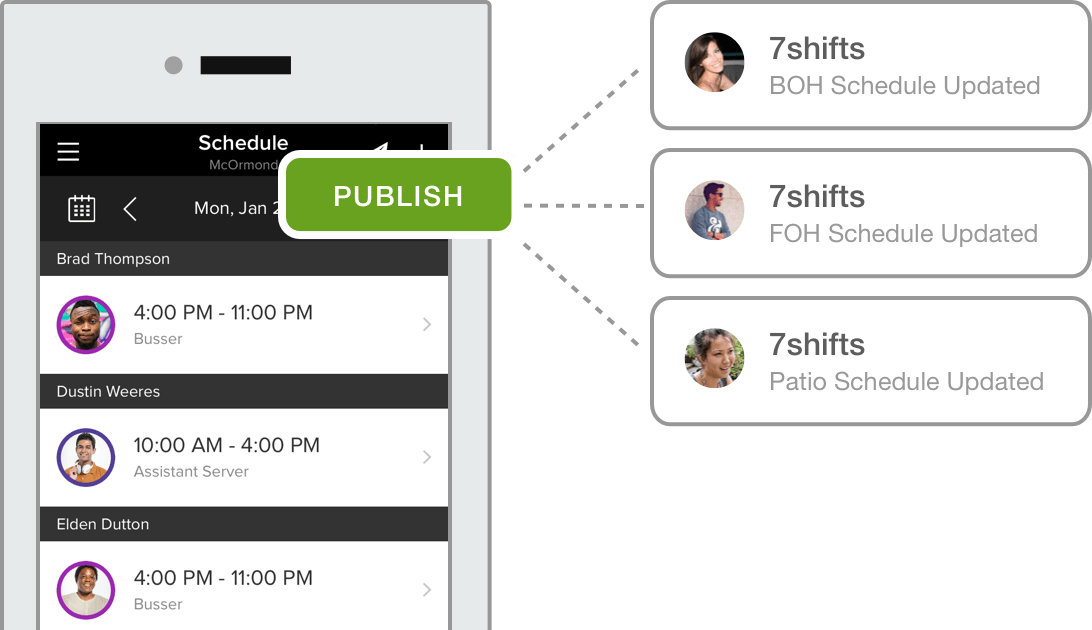 Schedule
McOrmond
PUBLISH
Mon, Jan 2
Brad Thompson
4:00 PM - 11:00 PM
Busser
Dustin Weeres
10:00 AM - 4:00 PM
Assistant Server
Elden Dutton
4:00 PM - 11:00 PM
Busser
7shifts
BOH Schedule Updated
7shifts
FOH Schedule Updated
7shifts
Patio Schedule Updated